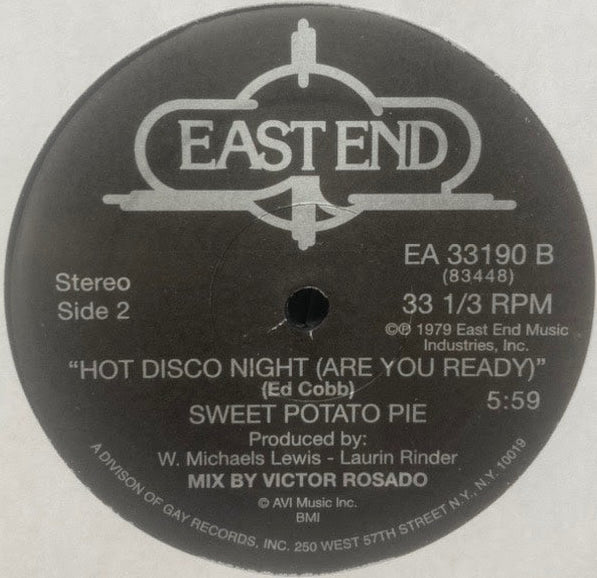 EAST END
EA 33190 B
(83448)
Stereo
Side 2
33 1/3 RPM
©℗ 1979 East End Music
Industries, Inc.
"HOT DISCO NIGHT (ARE YOU READY)"
(Ed Cobb)
5:59
SWEET POTATO PIE
Produced by:
W. Michaels Lewis - Laurin Rinder
MIX BY VICTOR ROSADO
© AVI Music Inc.
BMI
A DIVISON OF GAY RECORDS, INC. 250 WEST 57TH STREET N.Y. N.Y. 10019